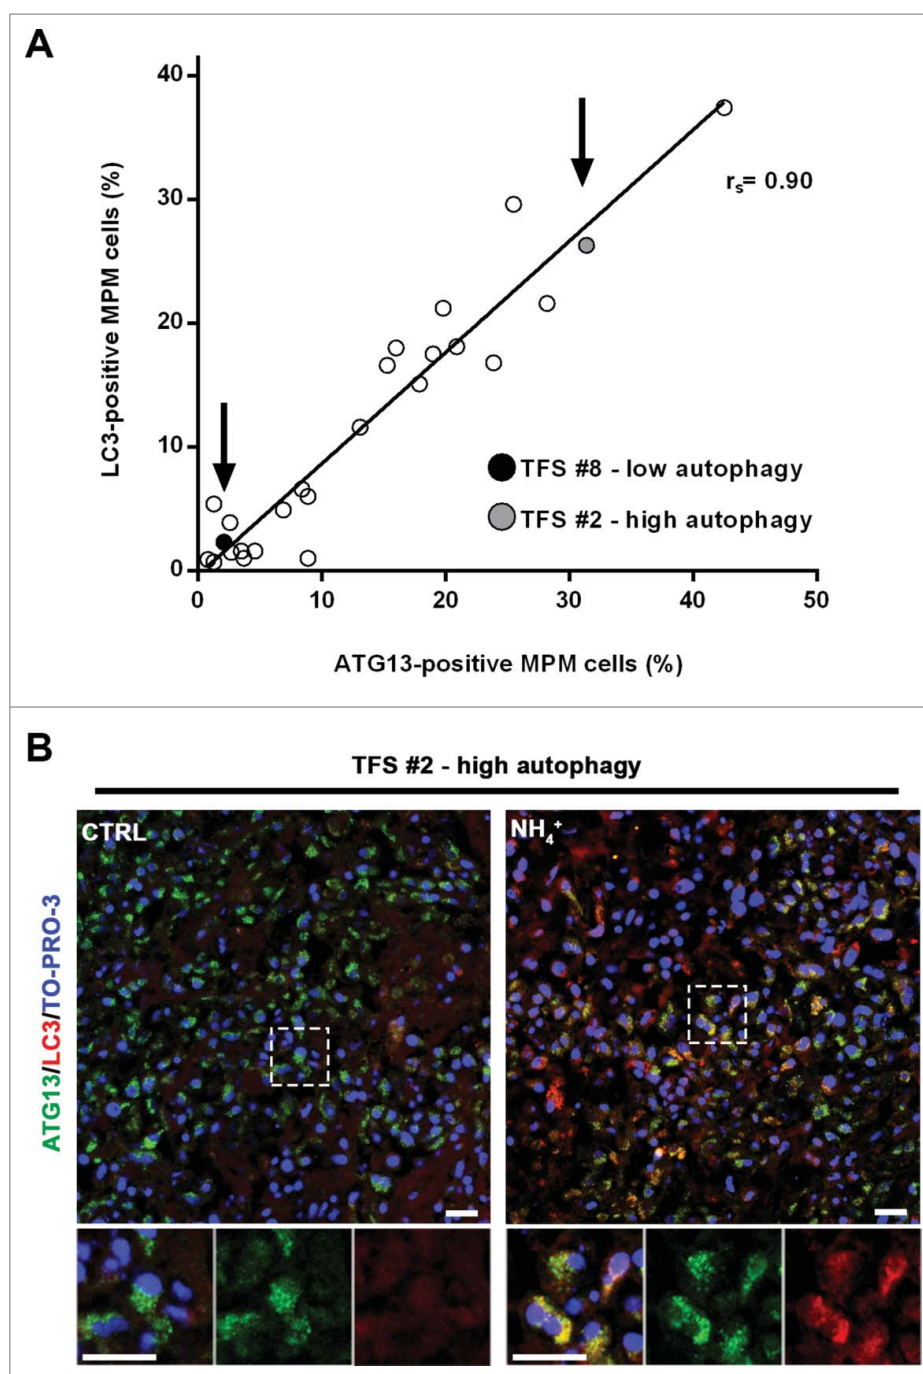 A
LC3-positive MPM cells (%)
40
30
20
10
0
rs= 0.90
TFS #8 - low autophagy
TFS #2 - high autophagy
0 10 20 30 40 50
ATG13-positive MPM cells (%)
B
TFS #2 - high autophagy
ATG13/LC3/TO-PRO-3
CTRL
NH4+